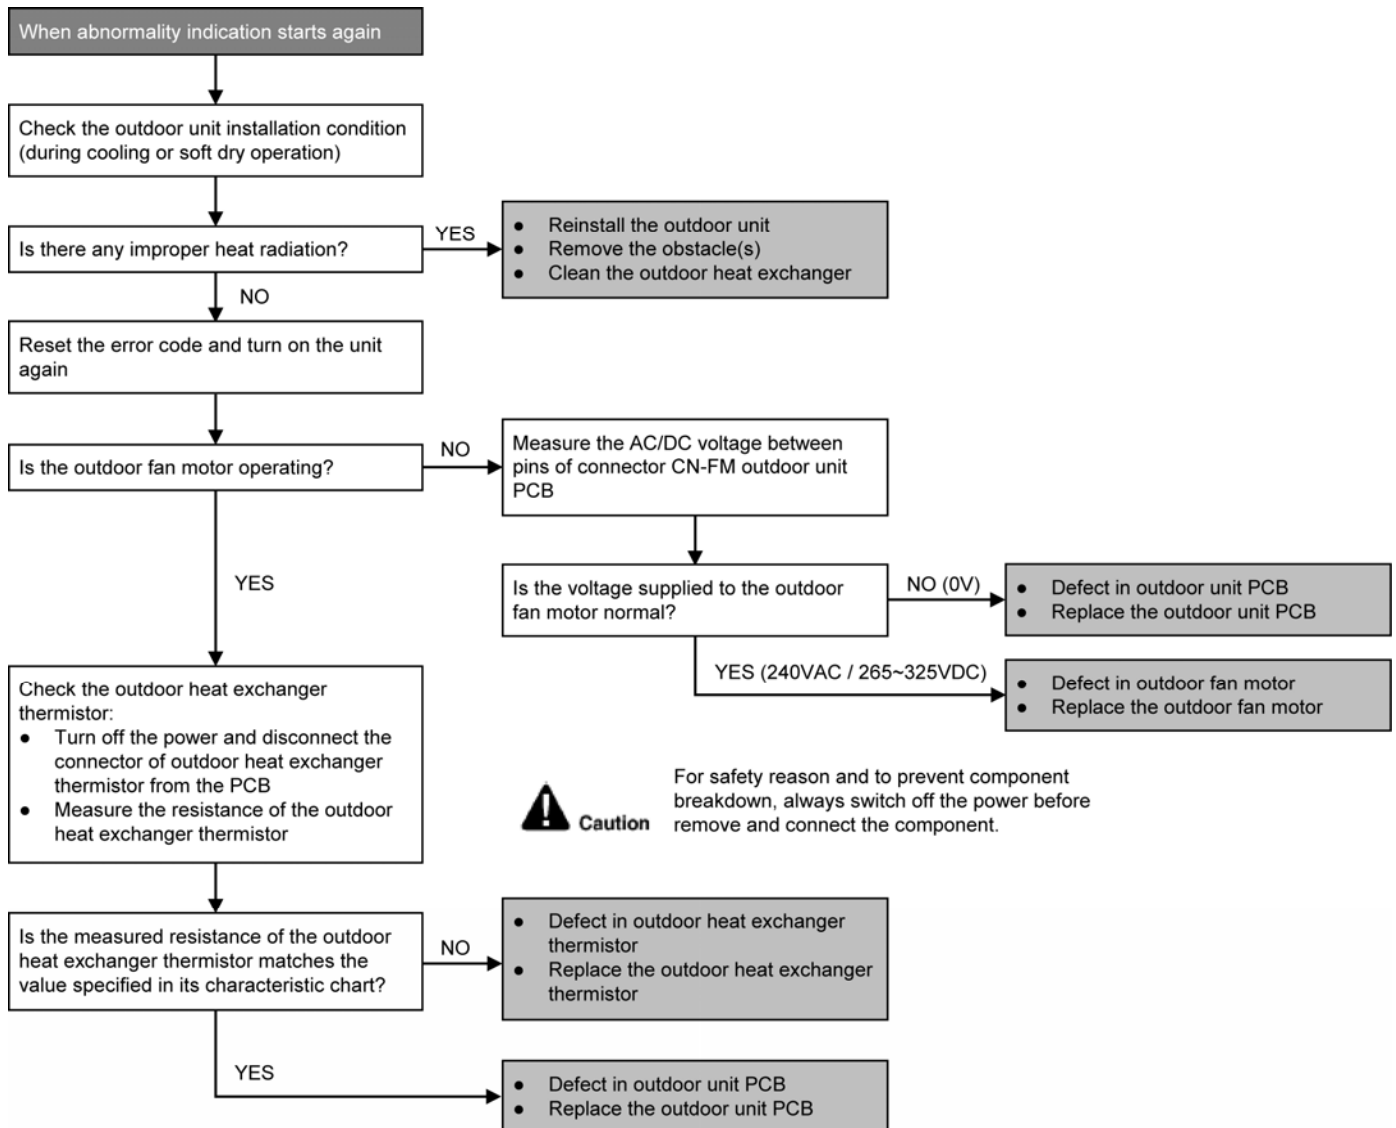 When abnormality indication starts again
Check the outdoor unit installation condition
(during cooling or soft dry operation)
Is there any improper heat radiation?
YES
● Reinstall the outdoor unit
● Remove the obstacle(s)
● Clean the outdoor heat exchanger
NO
Reset the error code and turn on the unit
again
Is the outdoor fan motor operating?
NO
Measure the AC/DC voltage between
pins of connector CN-FM outdoor unit
PCB
YES
Is the voltage supplied to the outdoor
fan motor normal?
NO (0V)
● Defect in outdoor unit PCB
● Replace the outdoor unit PCB
YES (240VAC / 265~325VDC)
● Defect in outdoor fan motor
● Replace the outdoor fan motor
Check the outdoor heat exchanger
thermistor:
● Turn off the power and disconnect the
connector of outdoor heat exchanger
thermistor from the PCB
● Measure the resistance of the outdoor
heat exchanger thermistor
Caution
For safety reason and to prevent component
breakdown, always switch off the power before
remove and connect the component.
Is the measured resistance of the outdoor
heat exchanger thermistor matches the
value specified in its characteristic chart?
NO
● Defect in outdoor heat exchanger
thermistor
● Replace the outdoor heat exchanger
thermistor
YES
● Defect in outdoor unit PCB
● Replace the outdoor unit PCB